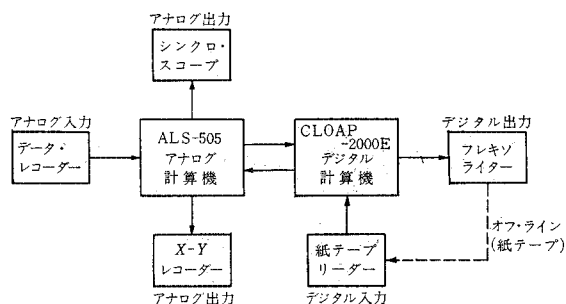 アナログ出力
シンクロ・
スコープ
アナログ入力
データ・
レコーダー
ALS-505
アナログ
計算機
CLOAP
-2000E
デジタル
計算機
デジタル出力
フレキソ
ライター
オフ・ライン
(紙テープ)
X-Y
レコーダー
アナログ出力
紙テープ
リーダー
デジタル入力